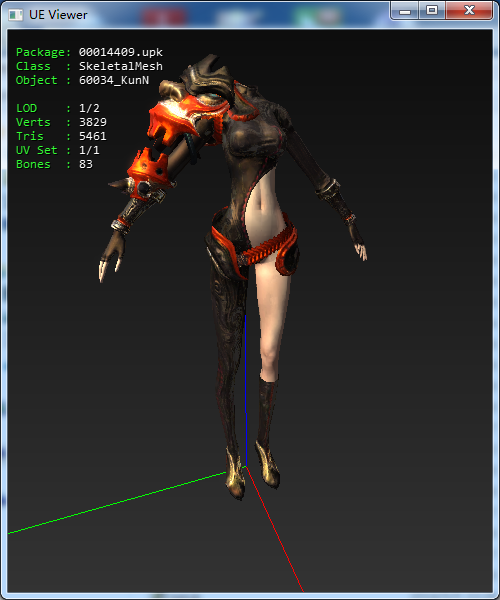 UE Viewer
Package: 00014409.upk
Class : SkeletalMesh
Object : 60034_KunN
LOD : 1/2
Verts : 3829
Tris : 5461
UV Set : 1/1
Bones : 83